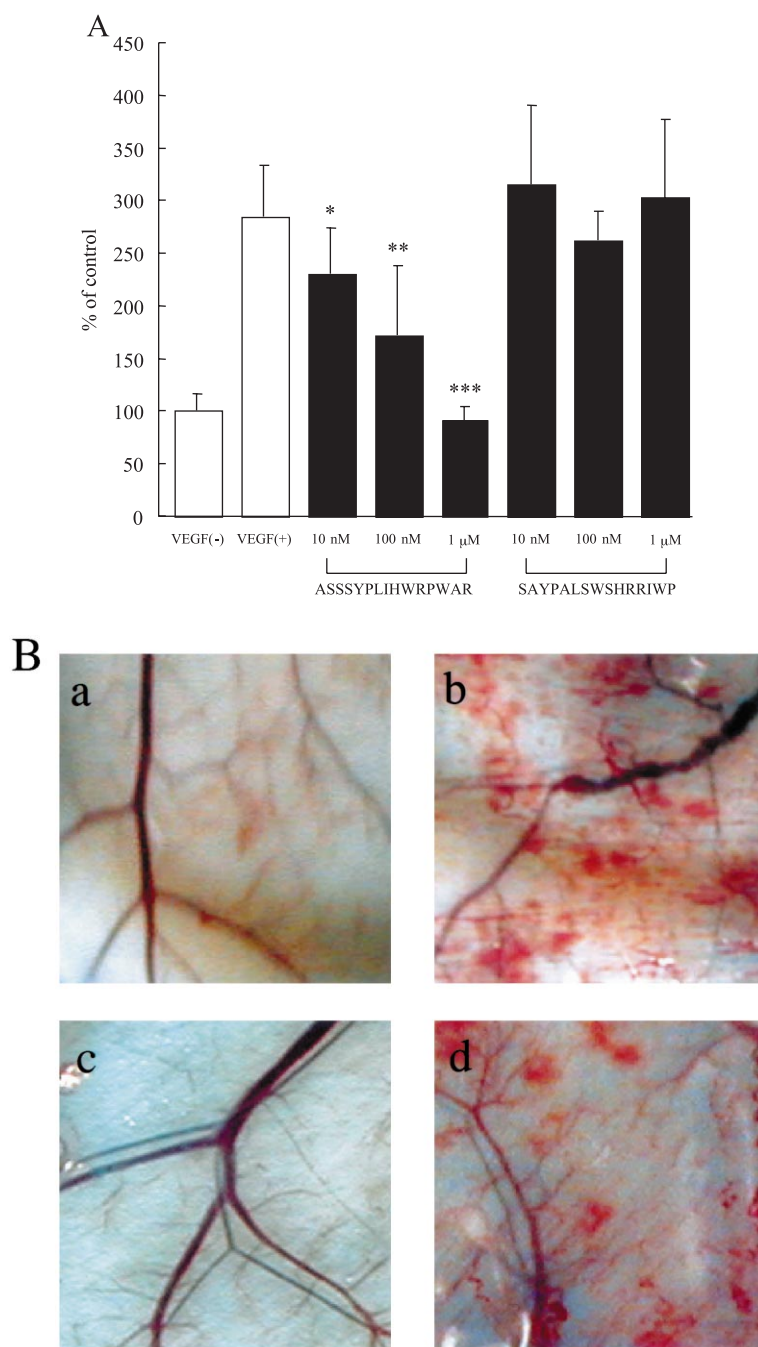 A
450
400
350
300
250
200
150
100
50
0
% of control
*
**
***
VEGF(-) VEGF(+) 10 nM 100 nM 1 μM 10 nM 100 nM 1 μM
ASSSYPLIHWRPWAR SAYPALSWSHRRIWP
B
a b
c d